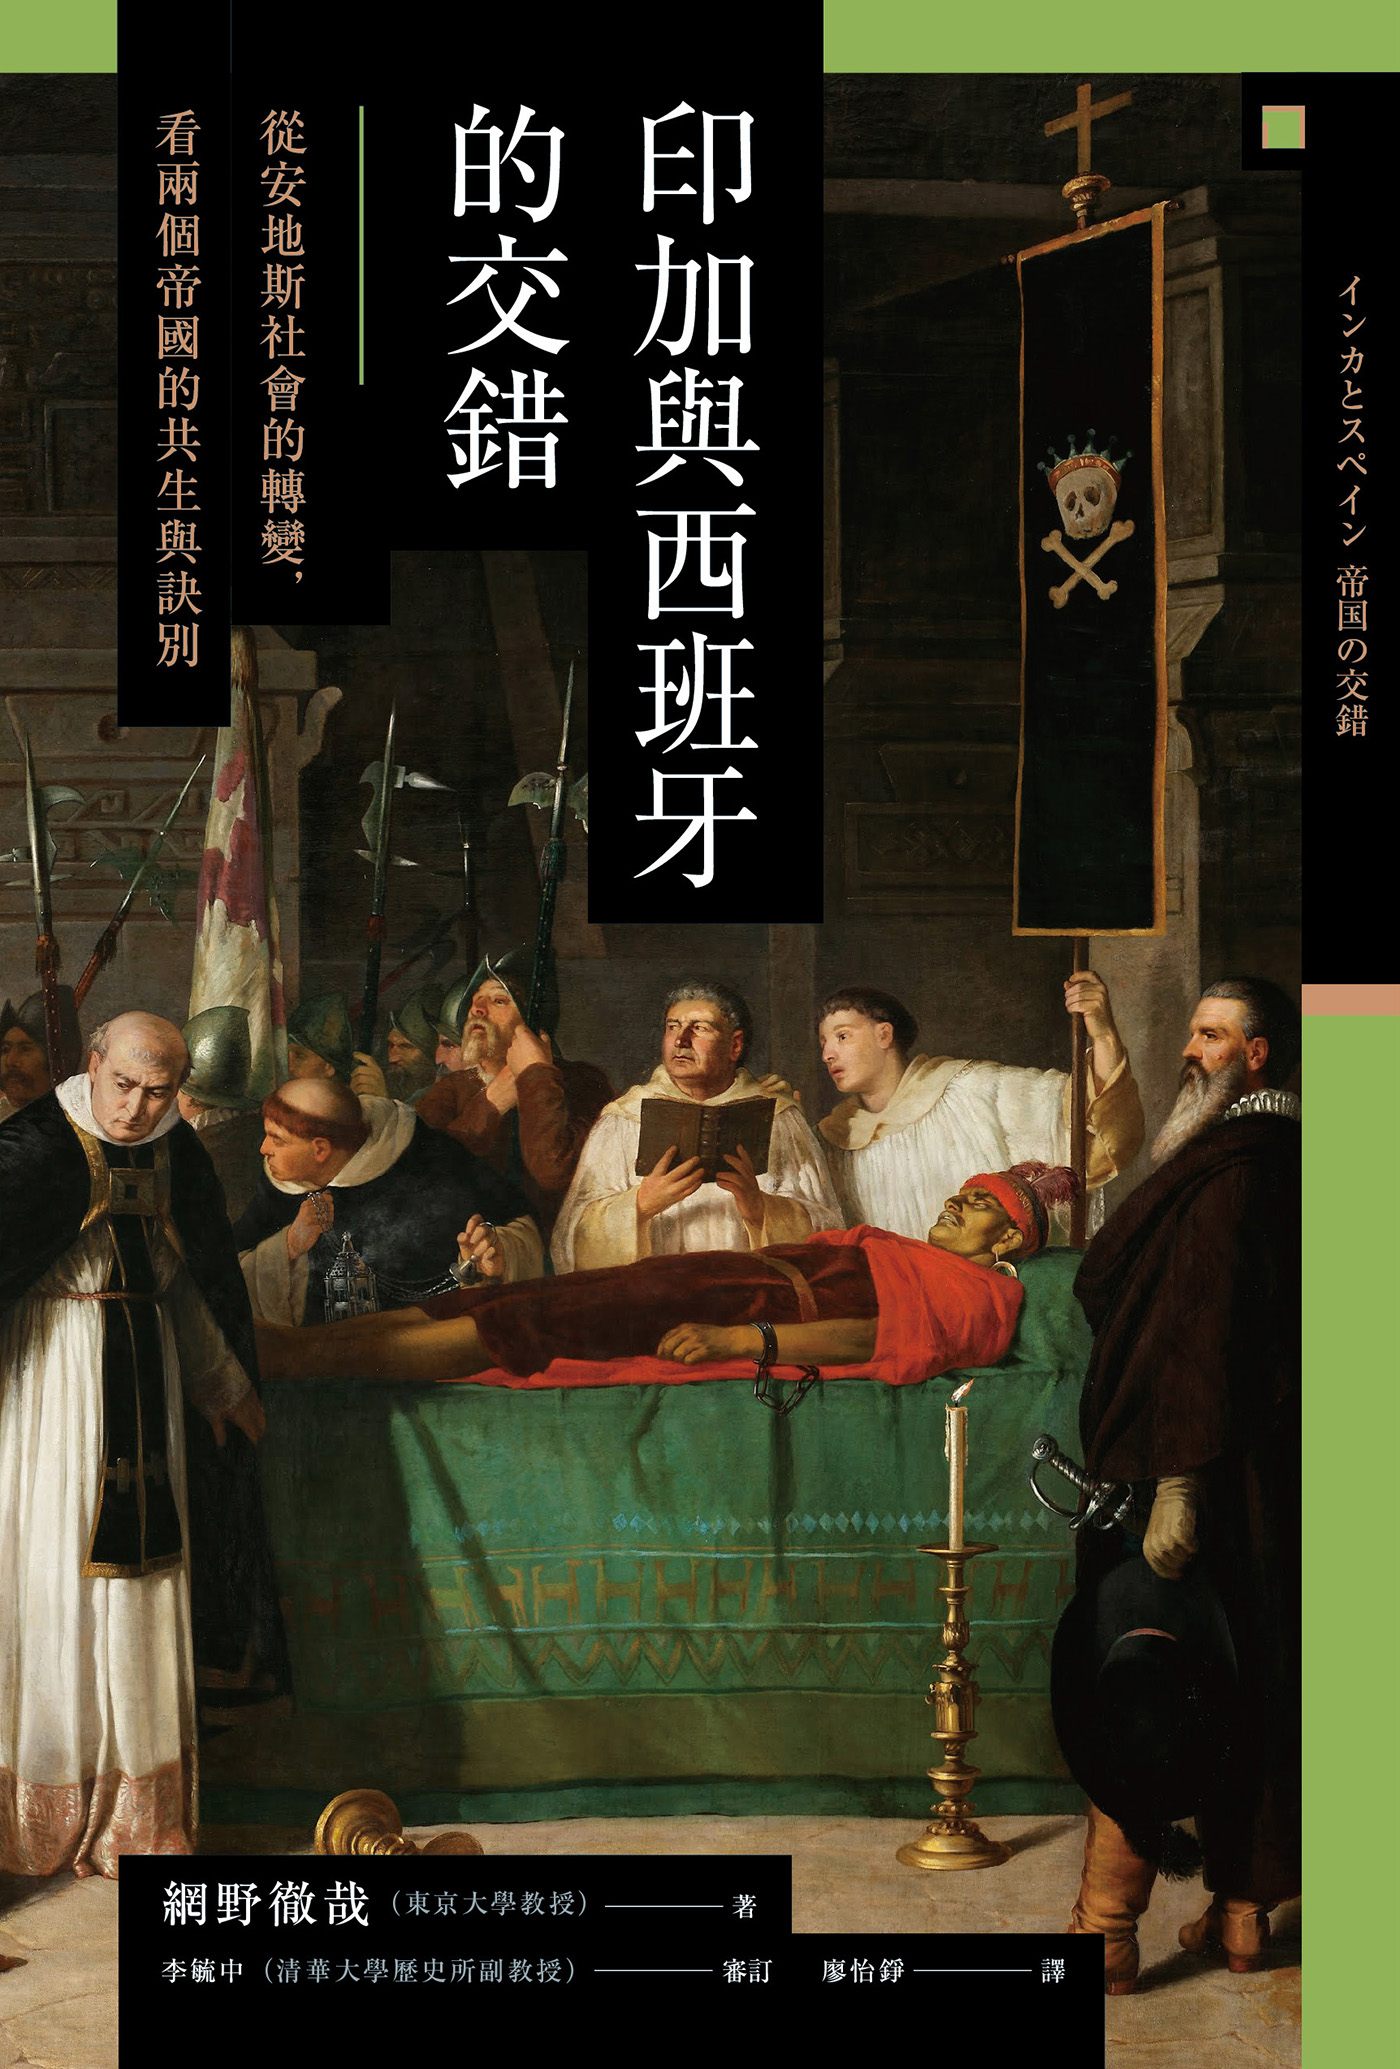 印加與西班牙
的交錯
從安地斯社會的轉變，
看兩個帝國的共生與訣別
インカとスペイン 帝国の交錯
網野徹哉（東京大學教授）——— 著
李毓中（清華大學歷史所副教授）——— 審訂 廖怡錚——— 譯